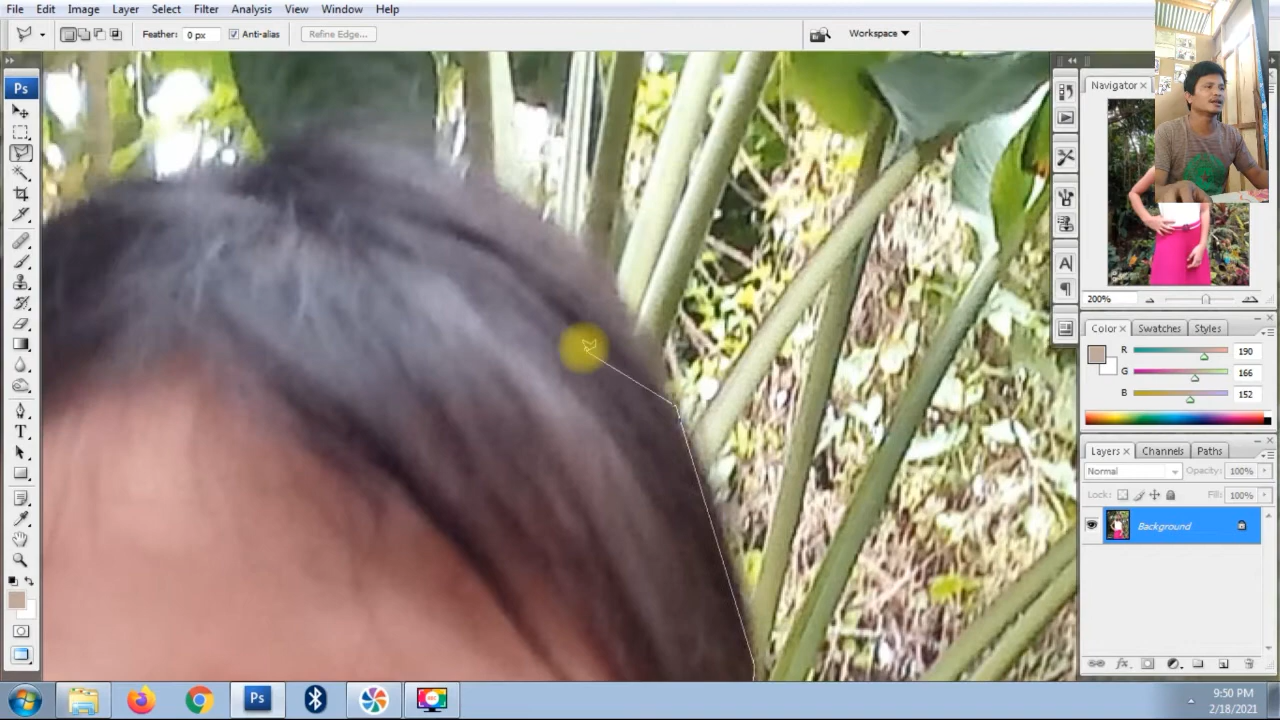 File Edit Image Layer Select Filter Analysis View Window Help
Feather: 0 px Anti-alias Refine Edge... Workspace
Ps
Navigator
200%
Color Swatches Styles
R 190
G 166
B 152
Layers Channels Paths
Normal Opacity: 100%
Lock: Fill: 100%
Background
T
A
Ps
9:50 PM
2/18/2021